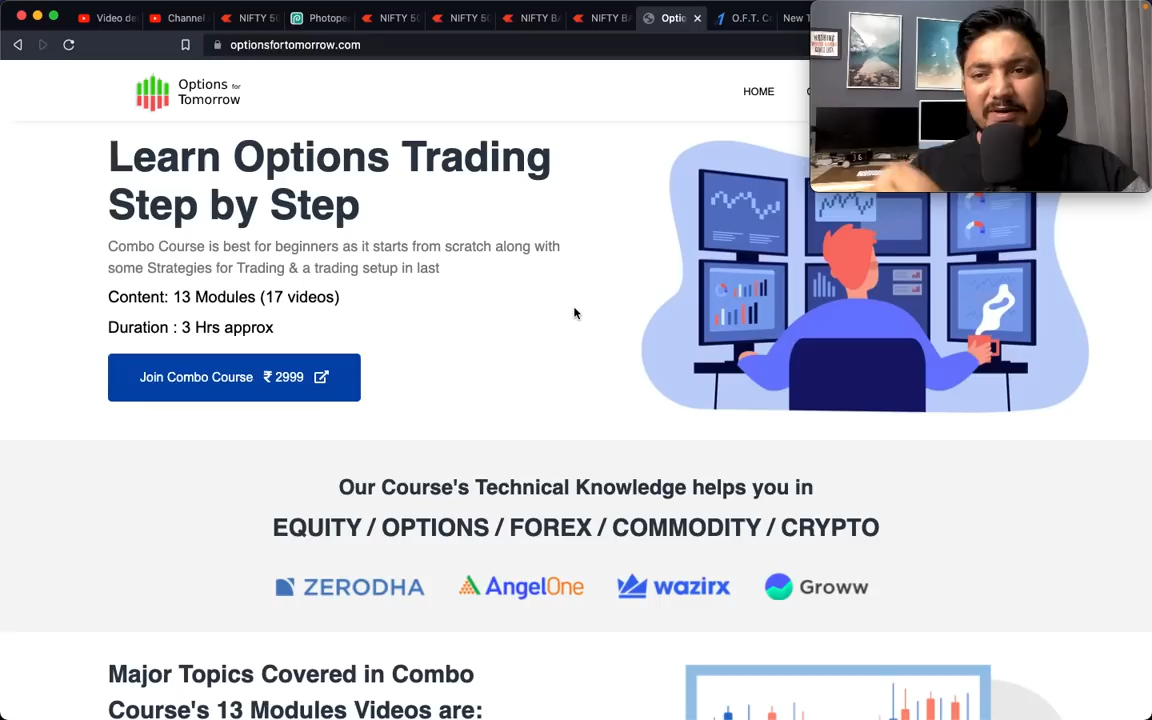 Video de
Channel
NIFTY 50
Photope
NIFTY 50
NIFTY 50
NIFTY BA
NIFTY BA
Optio
O.F.T. C
New T
optionsfortomorrow.com
Options for
Tomorrow
HOME
Learn Options Trading
Step by Step
Combo Course is best for beginners as it starts from scratch along with
some Strategies for Trading & a trading setup in last
Content: 13 Modules (17 videos)
Duration : 3 Hrs approx
Join Combo Course ₹ 2999
Our Course's Technical Knowledge helps you in
EQUITY / OPTIONS / FOREX / COMMODITY / CRYPTO
ZERODHA
AngelOne
wazirx
Groww
Major Topics Covered in Combo
Course's 13 Modules Videos are: